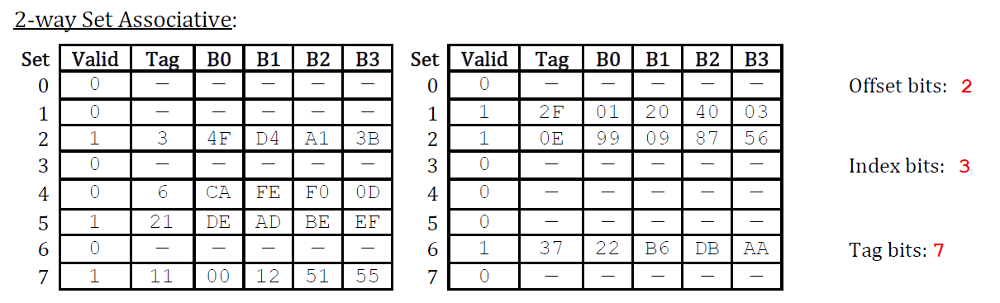 2-way Set Associative:
Set Valid Tag B0 B1 B2 B3 Set Valid Tag B0 B1 B2 B3
0 0 — — — — — 0 0 — — — — — Offset bits: 2
1 0 — — — — — 1 1 2F 01 20 40 03
2 1 3 4F D4 A1 3B 2 1 0E 99 09 87 56
3 0 — — — — — 3 0 — — — — — Index bits: 3
4 0 6 CA FE F0 0D 4 0 — — — — —
5 1 21 DE AD BE EF 5 0 — — — — —
6 0 — — — — — 6 1 37 22 B6 DB AA Tag bits: 7
7 1 11 00 12 51 55 7 0 — — — — —